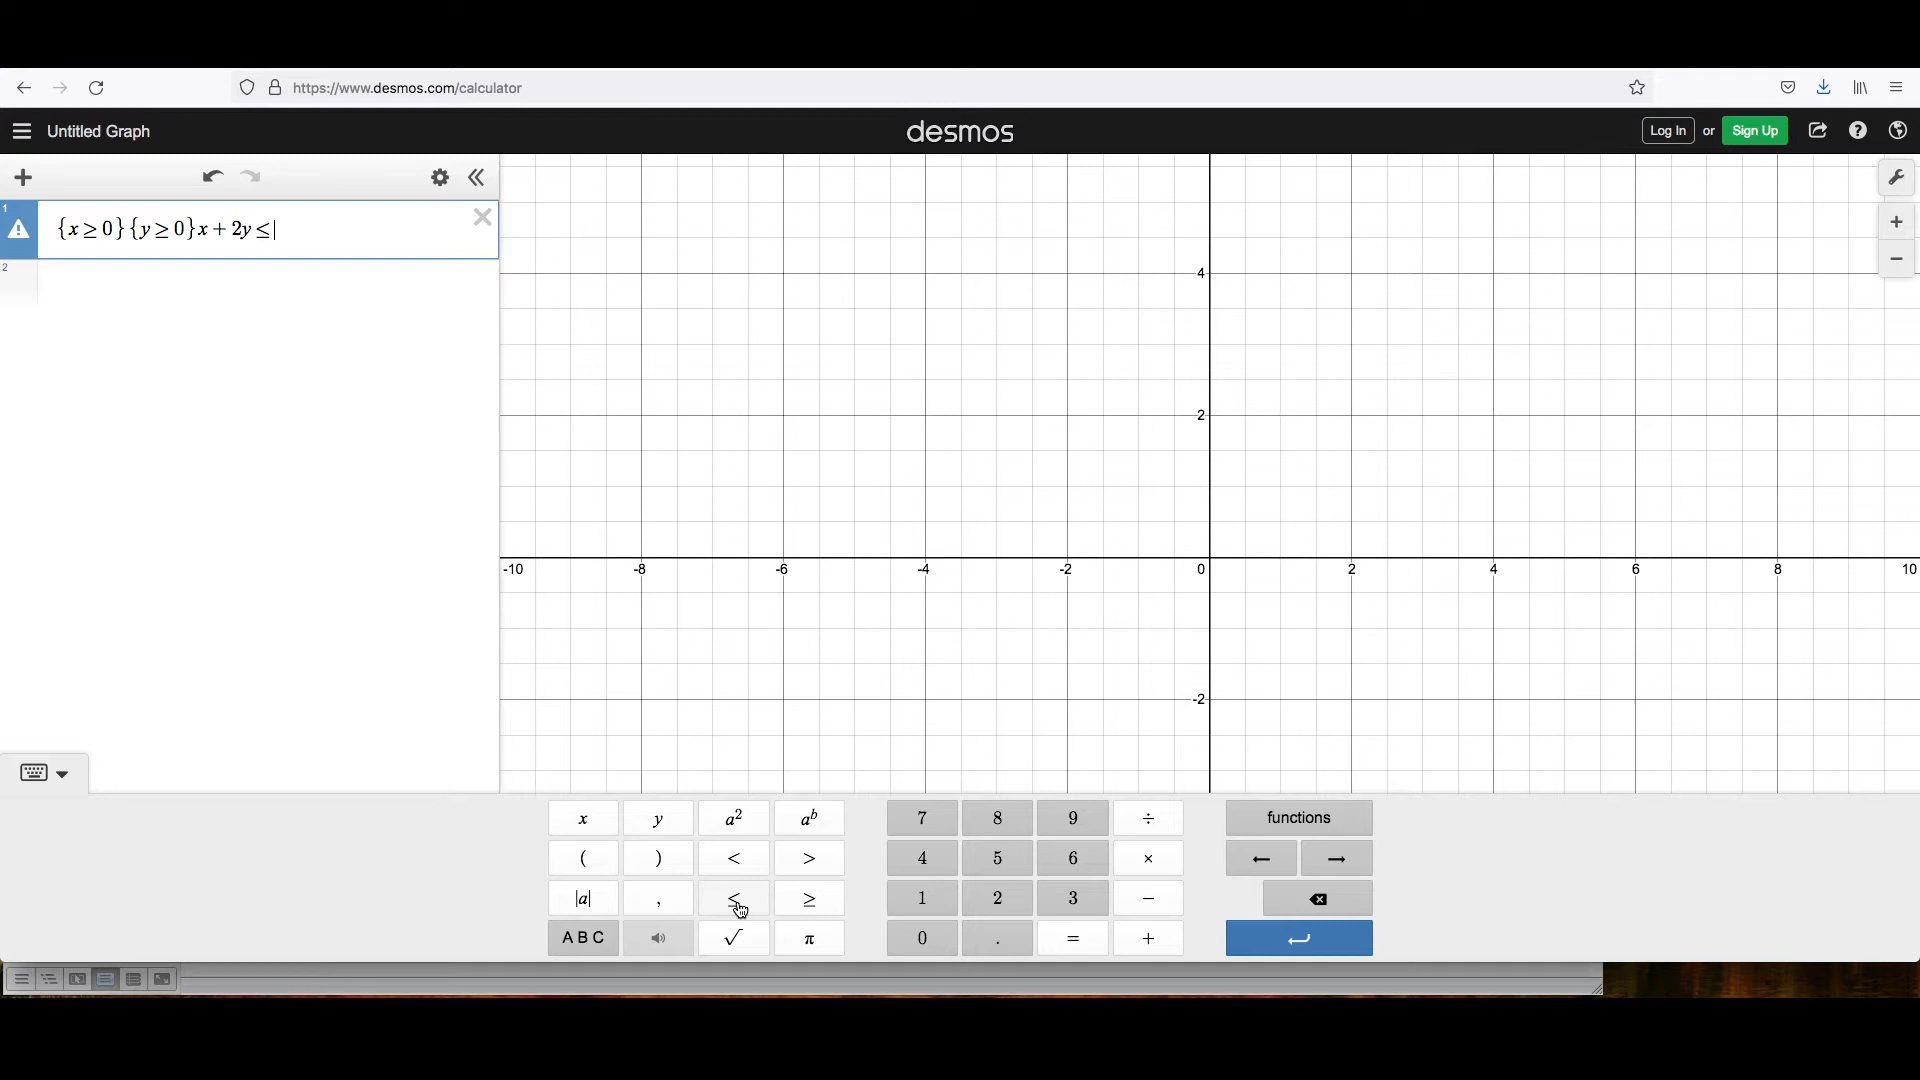 https://www.desmos.com/calculator
Untitled Graph
desmos
Log In or Sign Up
1
{x ≥ 0}{y ≥ 0}x + 2y ≤
2
4
2
-10 -8 -6 -4 -2 0 2 4 6 8 10
-2
x y a² aᵇ 7 8 9 ÷ functions
( ) < > 4 5 6 × ← →
|a| , ≤ ≥ 1 2 3 −
A B C √ π 0 . = +